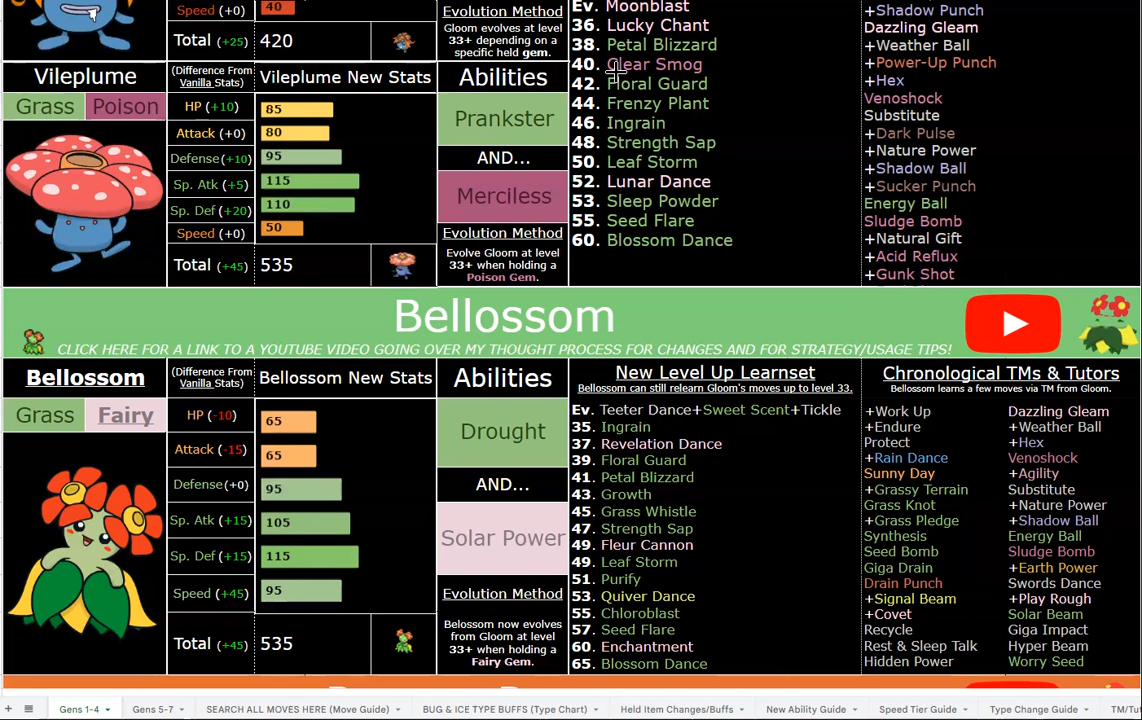 Speed (+0)
40
Total (+25) 420
Evolution Method
Gloom evolves at level
33+ depending on a
specific held gem.
Ev. Moonblast
36. Lucky Chant
38. Petal Blizzard
40. Clear Smog
42. Floral Guard
44. Frenzy Plant
46. Ingrain
48. Strength Sap
50. Leaf Storm
52. Lunar Dance
53. Sleep Powder
55. Seed Flare
60. Blossom Dance
+Shadow Punch
Dazzling Gleam
+Weather Ball
+Power-Up Punch
+Hex
Venoshock
Substitute
+Dark Pulse
+Nature Power
+Shadow Ball
+Sucker Punch
Energy Ball
Sludge Bomb
+Natural Gift
+Acid Reflux
+Gunk Shot
Vileplume
Grass Poison
(Difference From
Vanilla Stats)
Vileplume New Stats
HP (+10) 85
Attack (+0) 80
Defense (+10) 95
Sp. Atk (+5) 115
Sp. Def (+20) 110
Speed (+0) 50
Total (+45) 535
Abilities
Prankster
AND...
Merciless
Evolution Method
Evolve Gloom at level
33+ when holding a
Poison Gem.
Bellossom
CLICK HERE FOR A LINK TO A YOUTUBE VIDEO GOING OVER MY THOUGHT PROCESS FOR CHANGES AND FOR STRATEGY/USAGE TIPS!
Bellossom
Grass Fairy
(Difference From
Vanilla Stats)
Bellossom New Stats
HP (-10) 65
Attack (-15) 65
Defense (+0) 95
Sp. Atk (+15) 105
Sp. Def (+15) 115
Speed (+45) 95
Total (+45) 535
Abilities
Drought
AND...
Solar Power
Evolution Method
Belossom now evolves
from Gloom at level
33+ when holding a
Fairy Gem.
New Level Up Learnset
Bellossom can still relearn Gloom's moves up to level 33.
Ev. Teeter Dance+Sweet Scent+Tickle
35. Ingrain
37. Revelation Dance
39. Floral Guard
41. Petal Blizzard
43. Growth
45. Grass Whistle
47. Strength Sap
49. Fleur Cannon
49. Leaf Storm
51. Purify
53. Quiver Dance
55. Chloroblast
57. Seed Flare
60. Enchantment
65. Blossom Dance
Chronological TMs & Tutors
Bellossom learns a few moves via TM from Gloom.
+Work Up
+Endure
Protect
+Rain Dance
Sunny Day
+Grassy Terrain
Grass Knot
+Grass Pledge
Synthesis
Seed Bomb
Giga Drain
Drain Punch
+Signal Beam
+Covet
Recycle
Rest & Sleep Talk
Hidden Power
Dazzling Gleam
+Weather Ball
+Hex
Venoshock
+Agility
Substitute
+Nature Power
+Shadow Ball
Energy Ball
Sludge Bomb
+Earth Power
Swords Dance
+Play Rough
Solar Beam
Giga Impact
Hyper Beam
Worry Seed
+ Gens 1-4 Gens 5-7 SEARCH ALL MOVES HERE (Move Guide) BUG & ICE TYPE BUFFS (Type Chart) Held Item Changes/Buffs New Ability Guide Speed Tier Guide Type Change Guide TM/Tu